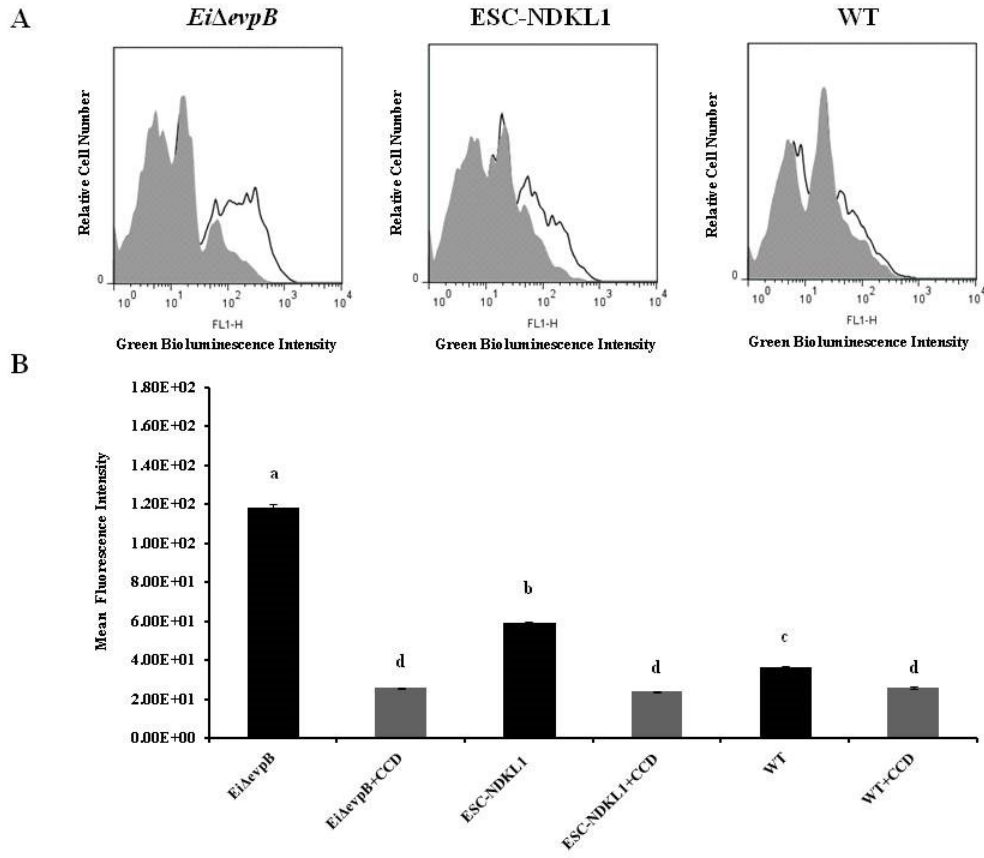 A
EiΔevpB
ESC-NDKL1
WT
Relative Cell Number
0
10⁰ 10¹ 10² 10³ 10⁴
FL1-H
Green Bioluminescence Intensity
Relative Cell Number
0
10⁰ 10¹ 10² 10³ 10⁴
FL1-H
Green Bioluminescence Intensity
Relative Cell Number
0
10⁰ 10¹ 10² 10³ 10⁴
FL1-H
Green Bioluminescence Intensity
B
Mean Fluorescence Intensity
1.80E+02
1.60E+02
1.40E+02
1.20E+02
1.00E+02
8.00E+01
6.00E+01
4.00E+01
2.00E+01
0.00E+00
a
d
b
d
c
d
EiΔevpB
EiΔevpB+CCD
ESC-NDKL1
ESC-NDKL1+CCD
WT
WT+CCD